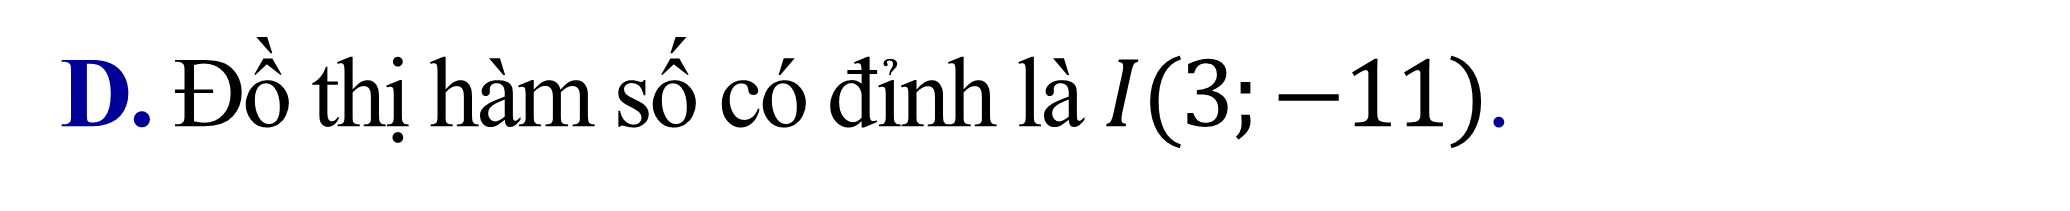 D. Đồ thị hàm số có đỉnh là I(3; −11).